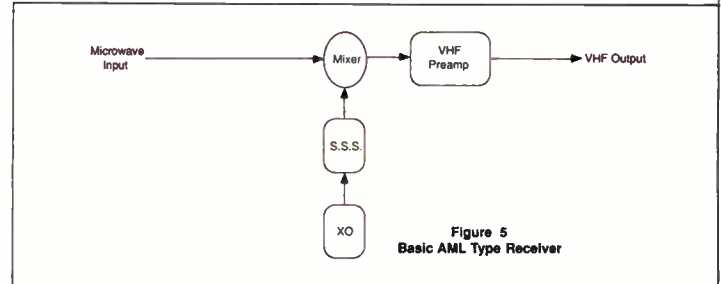 Microwave
Input
Mixer
VHF
Preamp
VHF Output
S.S.S.
XO
Figure 5
Basic AML Type Receiver